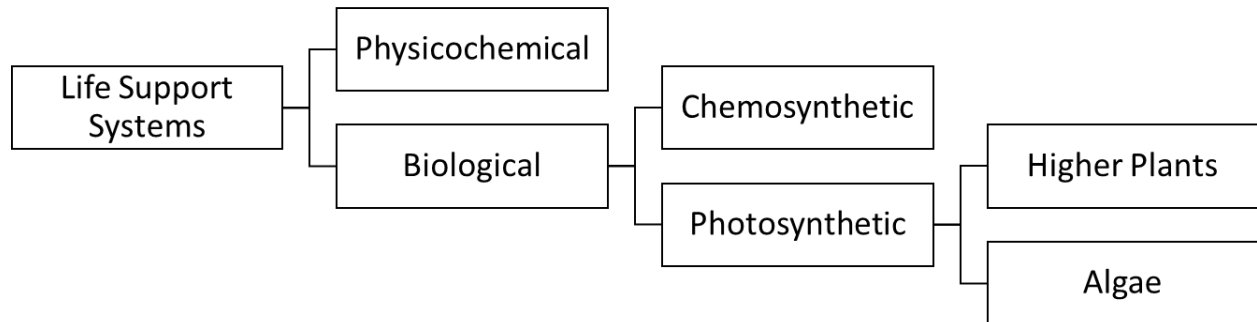 Life Support
Systems
Physicochemical
Biological
Chemosynthetic
Photosynthetic
Higher Plants
Algae